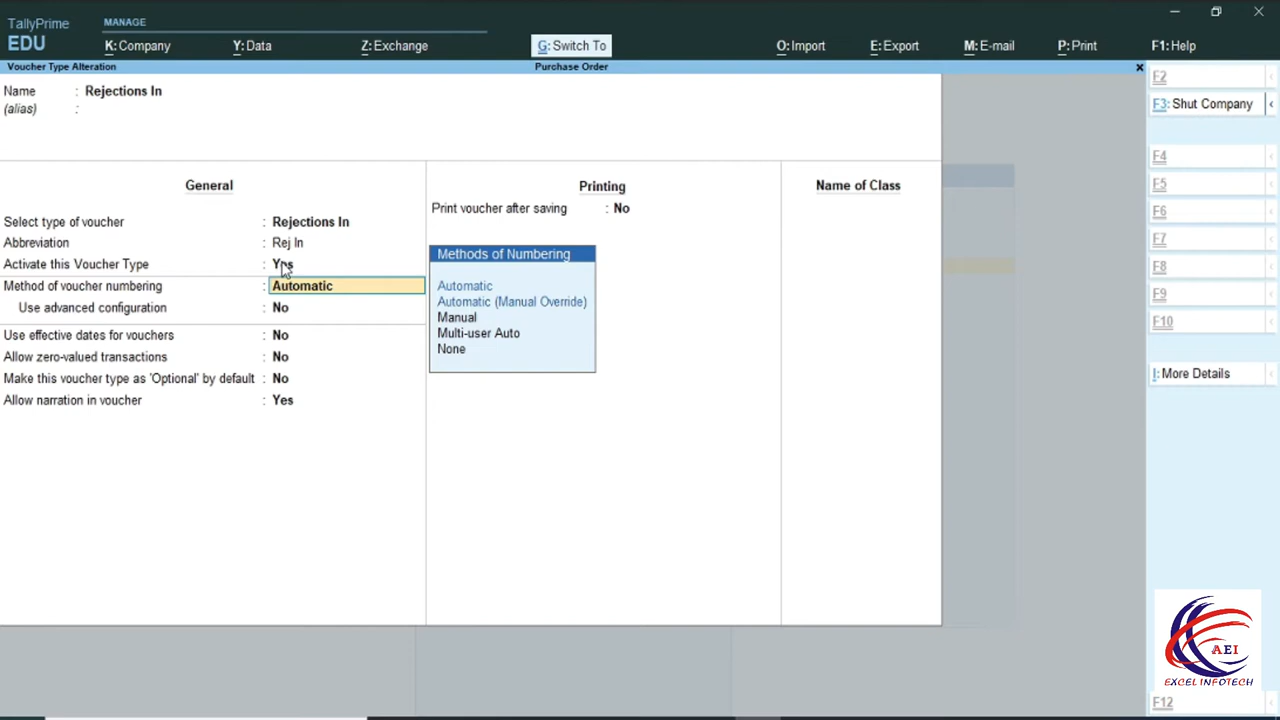 TallyPrime
EDU
MANAGE
K: Company
Y: Data
Z: Exchange
G: Switch To
O: Import
E: Export
M: E-mail
P: Print
F1: Help
Voucher Type Alteration
Purchase Order
Name : Rejections In
(alias) :
General
Select type of voucher : Rejections In
Abbreviation : Rej In
Activate this Voucher Type : Yes
Method of voucher numbering : Automatic
Use advanced configuration : No
Use effective dates for vouchers : No
Allow zero-valued transactions : No
Make this voucher type as 'Optional' by default : No
Allow narration in voucher : Yes
Printing
Print voucher after saving : No
Methods of Numbering
Automatic
Automatic (Manual Override)
Manual
Multi-user Auto
None
Name of Class
F2
F3: Shut Company
F4
F5
F6
F7
F8
F9
F10
I: More Details
AEI
EXCEL INFOTECH
F12